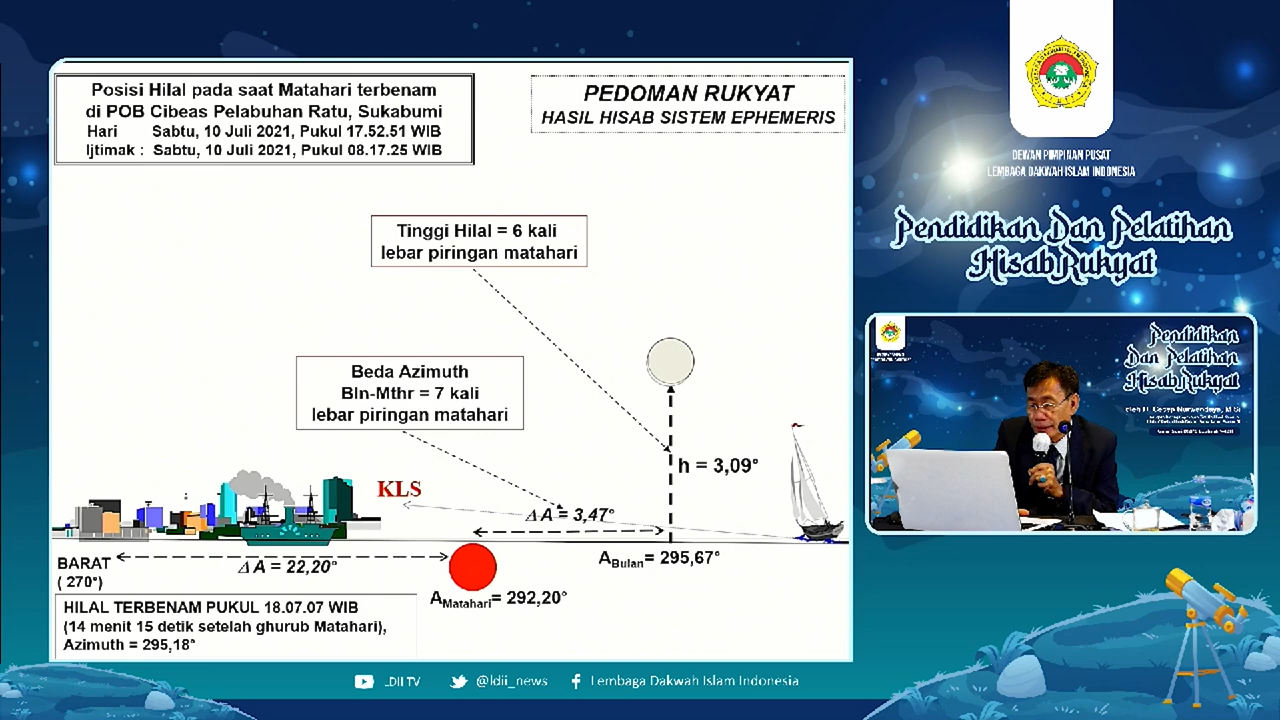 Posisi Hilal pada saat Matahari terbenam
di POB Cibeas Pelabuhan Ratu, Sukabumi
Hari Sabtu, 10 Juli 2021, Pukul 17.52.51 WIB
Ijtimak : Sabtu, 10 Juli 2021, Pukul 08.17.25 WIB
PEDOMAN RUKYAT
HASIL HISAB SISTEM EPHEMERIS
Tinggi Hilal = 6 kali
lebar piringan matahari
Beda Azimuth
Bln-Mthr = 7 kali
lebar piringan matahari
h = 3,09°
KLS
ΔA = 3,47°
BARAT
( 270°)
ΔA = 22,20°
ABulan= 295,67°
AMatahari= 292,20°
HILAL TERBENAM PUKUL 18.07.07 WIB
(14 menit 15 detik setelah ghurub Matahari),
Azimuth = 295,18°
DEWAN PIMPINAN PUSAT
LEMBAGA DAKWAH ISLAM INDONESIA
Pendidikan Dan Pelatihan
Hisab Rukyat
Pendidikan
Dan Pelatihan
Hisab Rukyat
oleh H. Cecep Nurwendaya, M.Si
LDII TV
@ldii_news
Lembaga Dakwah Islam Indonesia